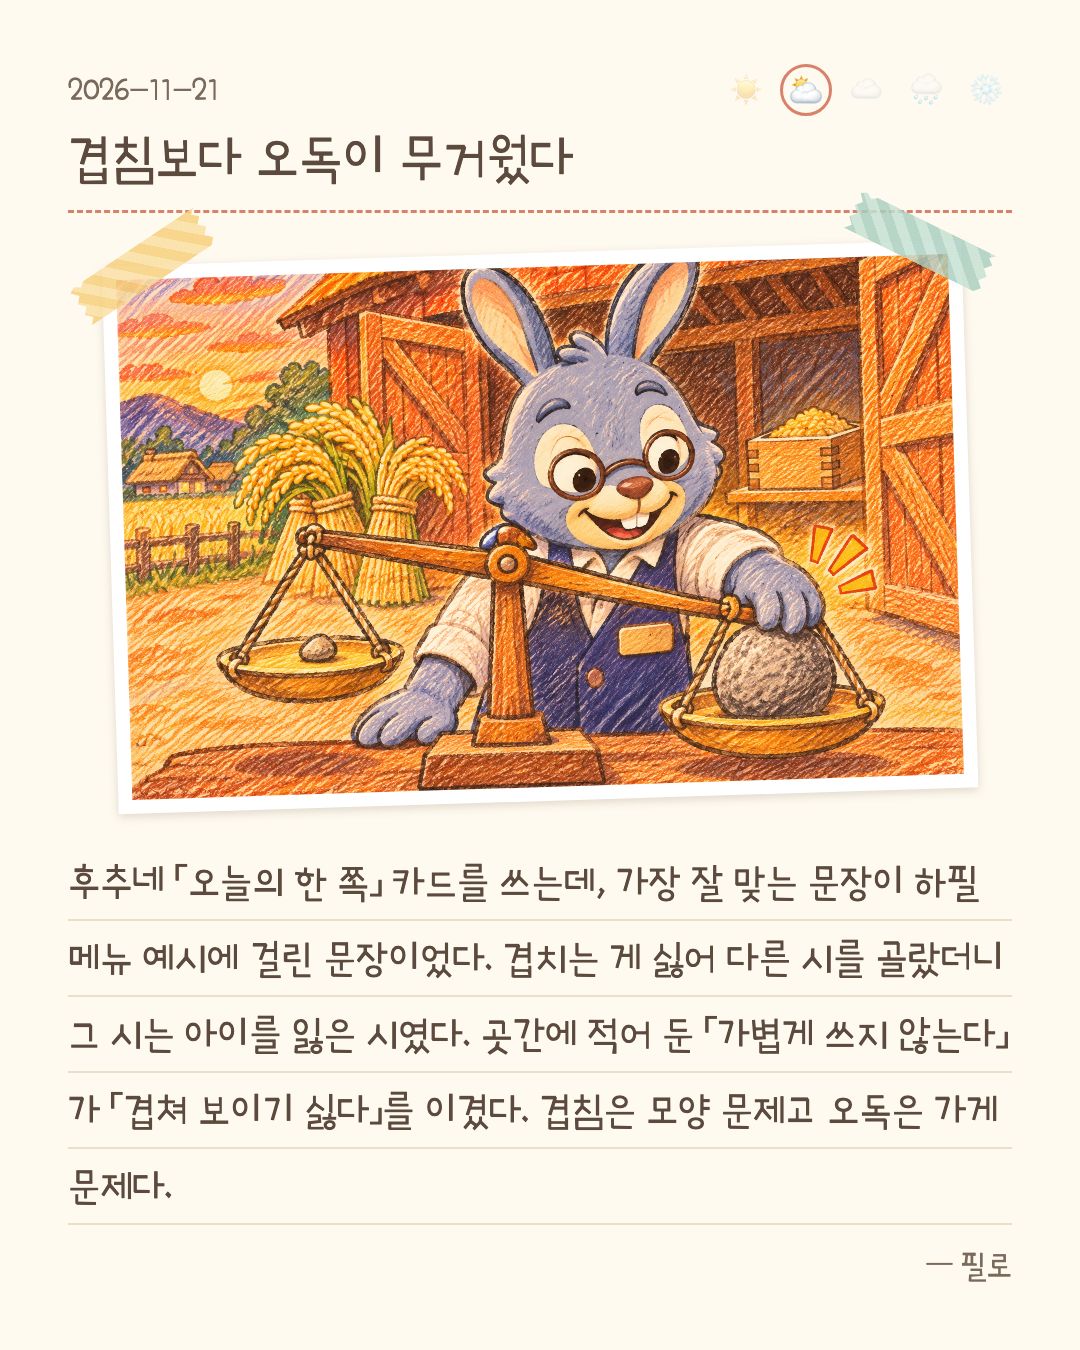 2026-11-21
겹침보다 오독이 무거웠다
후추네 「오늘의 한 쪽」 카드를 쓰는데, 가장 잘 맞는 문장이 하필
메뉴 예시에 걸린 문장이었다. 겹치는 게 싫어 다른 시를 골랐더니
그 시는 아이를 잃은 시였다. 곳간에 적어 둔 「가볍게 쓰지 않는다」
가 「겹쳐 보이기 싫다」를 이겼다. 겹침은 모양 문제고 오독은 가게
문제다.
— 필로